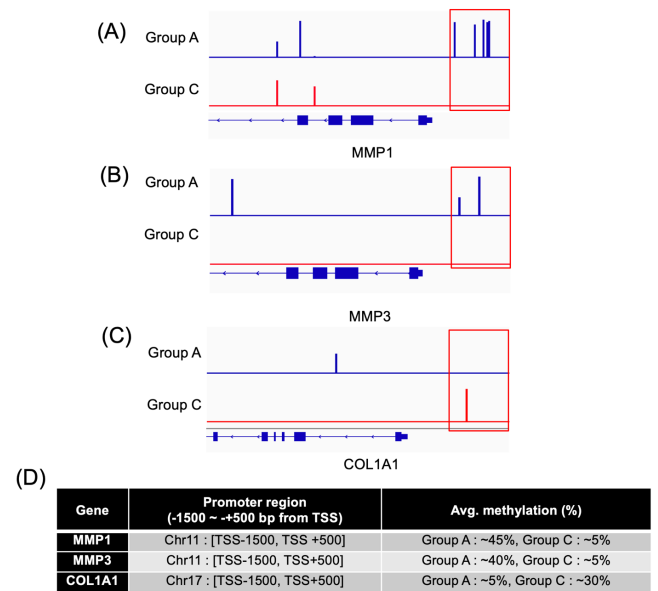 (A)
Group A
Group C
MMP1
(B)
Group A
Group C
MMP3
(C)
Group A
Group C
COL1A1
(D)
Gene Promoter region (-1500 ~ -+500 bp from TSS) Avg. methylation (%)
MMP1 Chr11 : [TSS-1500, TSS +500] Group A : ~45%, Group C : ~5%
MMP3 Chr11 : [TSS-1500, TSS+500] Group A : ~40%, Group C : ~5%
COL1A1 Chr17 : [TSS-1500, TSS+500] Group A : ~5%, Group C : ~30%